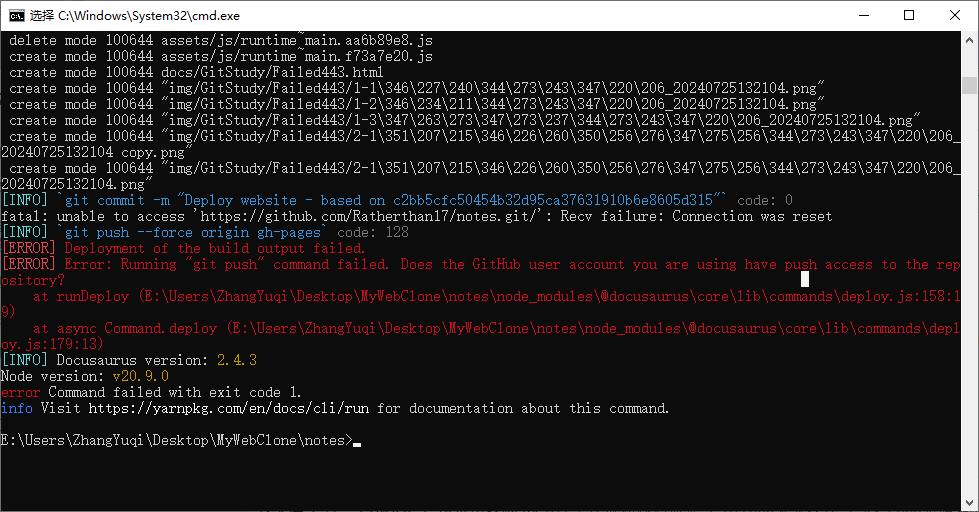 选择 C:\Windows\System32\cmd.exe
delete mode 100644 assets/js/runtime~main.aa6b89e8.js
create mode 100644 assets/js/runtime~main.f73a7e20.js
create mode 100644 docs/GitStudy/Failed443.html
create mode 100644 "img/GitStudy/Failed443/1-1\346\227\240\344\273\243\347\220\206_20240725132104.png"
create mode 100644 "img/GitStudy/Failed443/1-2\346\234\211\344\273\243\347\220\206_20240725132104.png"
create mode 100644 "img/GitStudy/Failed443/1-3\347\263\273\347\273\237\344\273\243\347\220\206_20240725132104.png"
create mode 100644 "img/GitStudy/Failed443/2-1\351\207\215\346\226\260\350\256\276\347\275\256\344\273\243\347\220\206_
20240725132104 copy.png"
create mode 100644 "img/GitStudy/Failed443/2-1\351\207\215\346\226\260\350\256\276\347\275\256\344\273\243\347\220\206_
20240725132104.png"
[INFO] `git commit -m "Deploy website - based on c2bb5cfc50454b32d95ca37631910b6e8605d315"` code: 0
fatal: unable to access 'https://github.com/Ratherthan17/notes.git/': Recv failure: Connection was reset
[INFO] `git push --force origin gh-pages` code: 128
[ERROR] Deployment of the build output failed.
[ERROR] Error: Running "git push" command failed. Does the GitHub user account you are using have push access to the rep
ository?
at runDeploy (E:\Users\ZhangYuqi\Desktop\MyWebClone\notes\node_modules\@docusaurus\core\lib\commands\deploy.js:158:1
9)
at async Command.deploy (E:\Users\ZhangYuqi\Desktop\MyWebClone\notes\node_modules\@docusaurus\core\lib\commands\depl
oy.js:179:13)
[INFO] Docusaurus version: 2.4.3
Node version: v20.9.0
error Command failed with exit code 1.
info Visit https://yarnpkg.com/en/docs/cli/run for documentation about this command.
E:\Users\ZhangYuqi\Desktop\MyWebClone\notes>